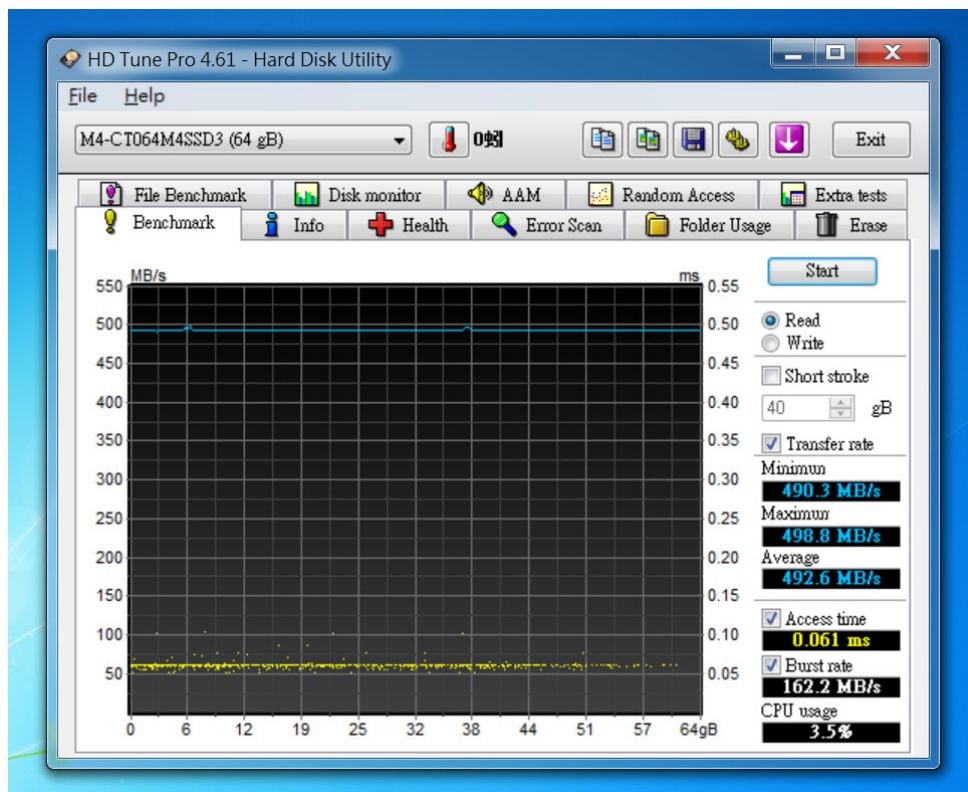 HD Tune Pro 4.61 - Hard Disk Utility
File Help
M4-CT064M4SSD3 (64 gB)
Exit
File Benchmark Disk monitor AAM Random Access Extra tests
Benchmark Info Health Error Scan Folder Usage Erase
Start
MB/s ms
550 0.55
500 0.50
450 0.45
400 0.40
350 0.35
300 0.30
250 0.25
200 0.20
150 0.15
100 0.10
50 0.05
0 6 12 19 25 32 38 44 51 57 64gB
Read
Write
Short stroke
40 gB
Transfer rate
Minimun
490.3 MB/s
Maximun
498.8 MB/s
Average
492.6 MB/s
Access time
0.061 ms
Burst rate
162.2 MB/s
CPU usage
3.5%